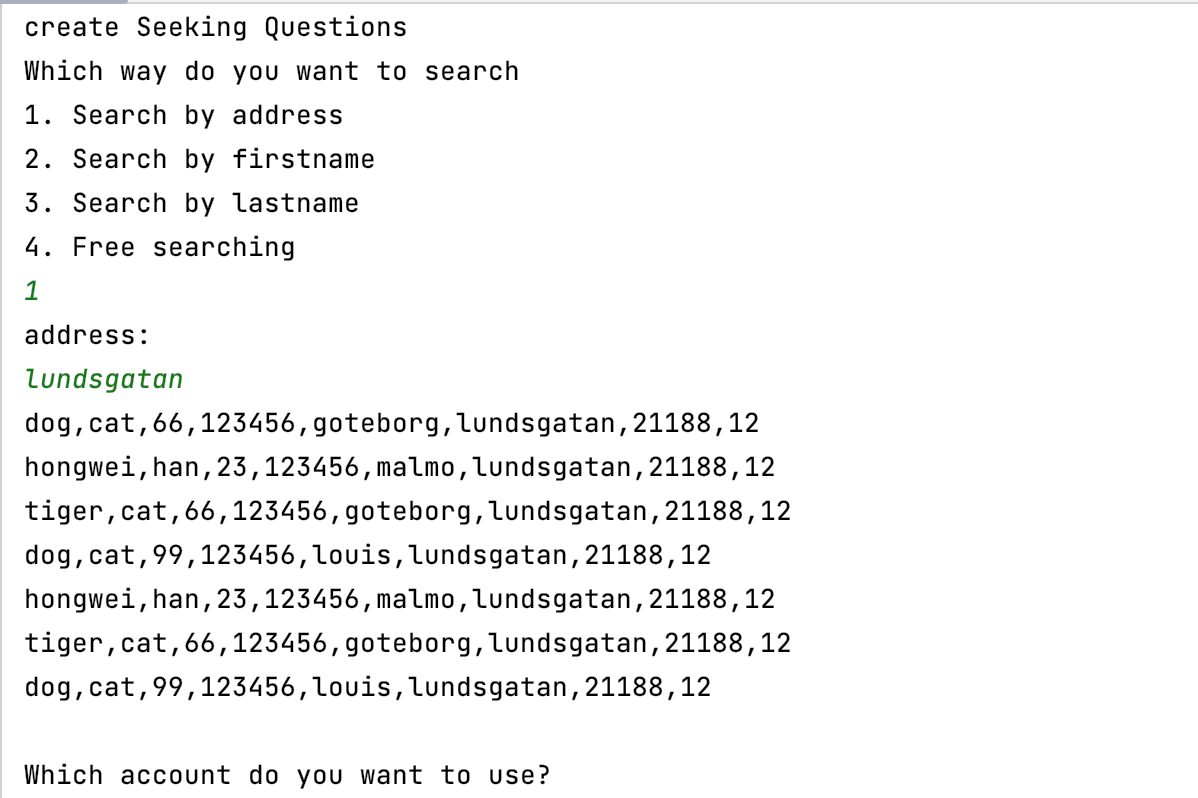 create Seeking Questions
Which way do you want to search
1. Search by address
2. Search by firstname
3. Search by lastname
4. Free searching
1
address:
lundsgatan
dog,cat,66,123456,goteborg,lundsgatan,21188,12
hongwei,han,23,123456,malmo,lundsgatan,21188,12
tiger,cat,66,123456,goteborg,lundsgatan,21188,12
dog,cat,99,123456,louis,lundsgatan,21188,12
hongwei,han,23,123456,malmo,lundsgatan,21188,12
tiger,cat,66,123456,goteborg,lundsgatan,21188,12
dog,cat,99,123456,louis,lundsgatan,21188,12
Which account do you want to use?